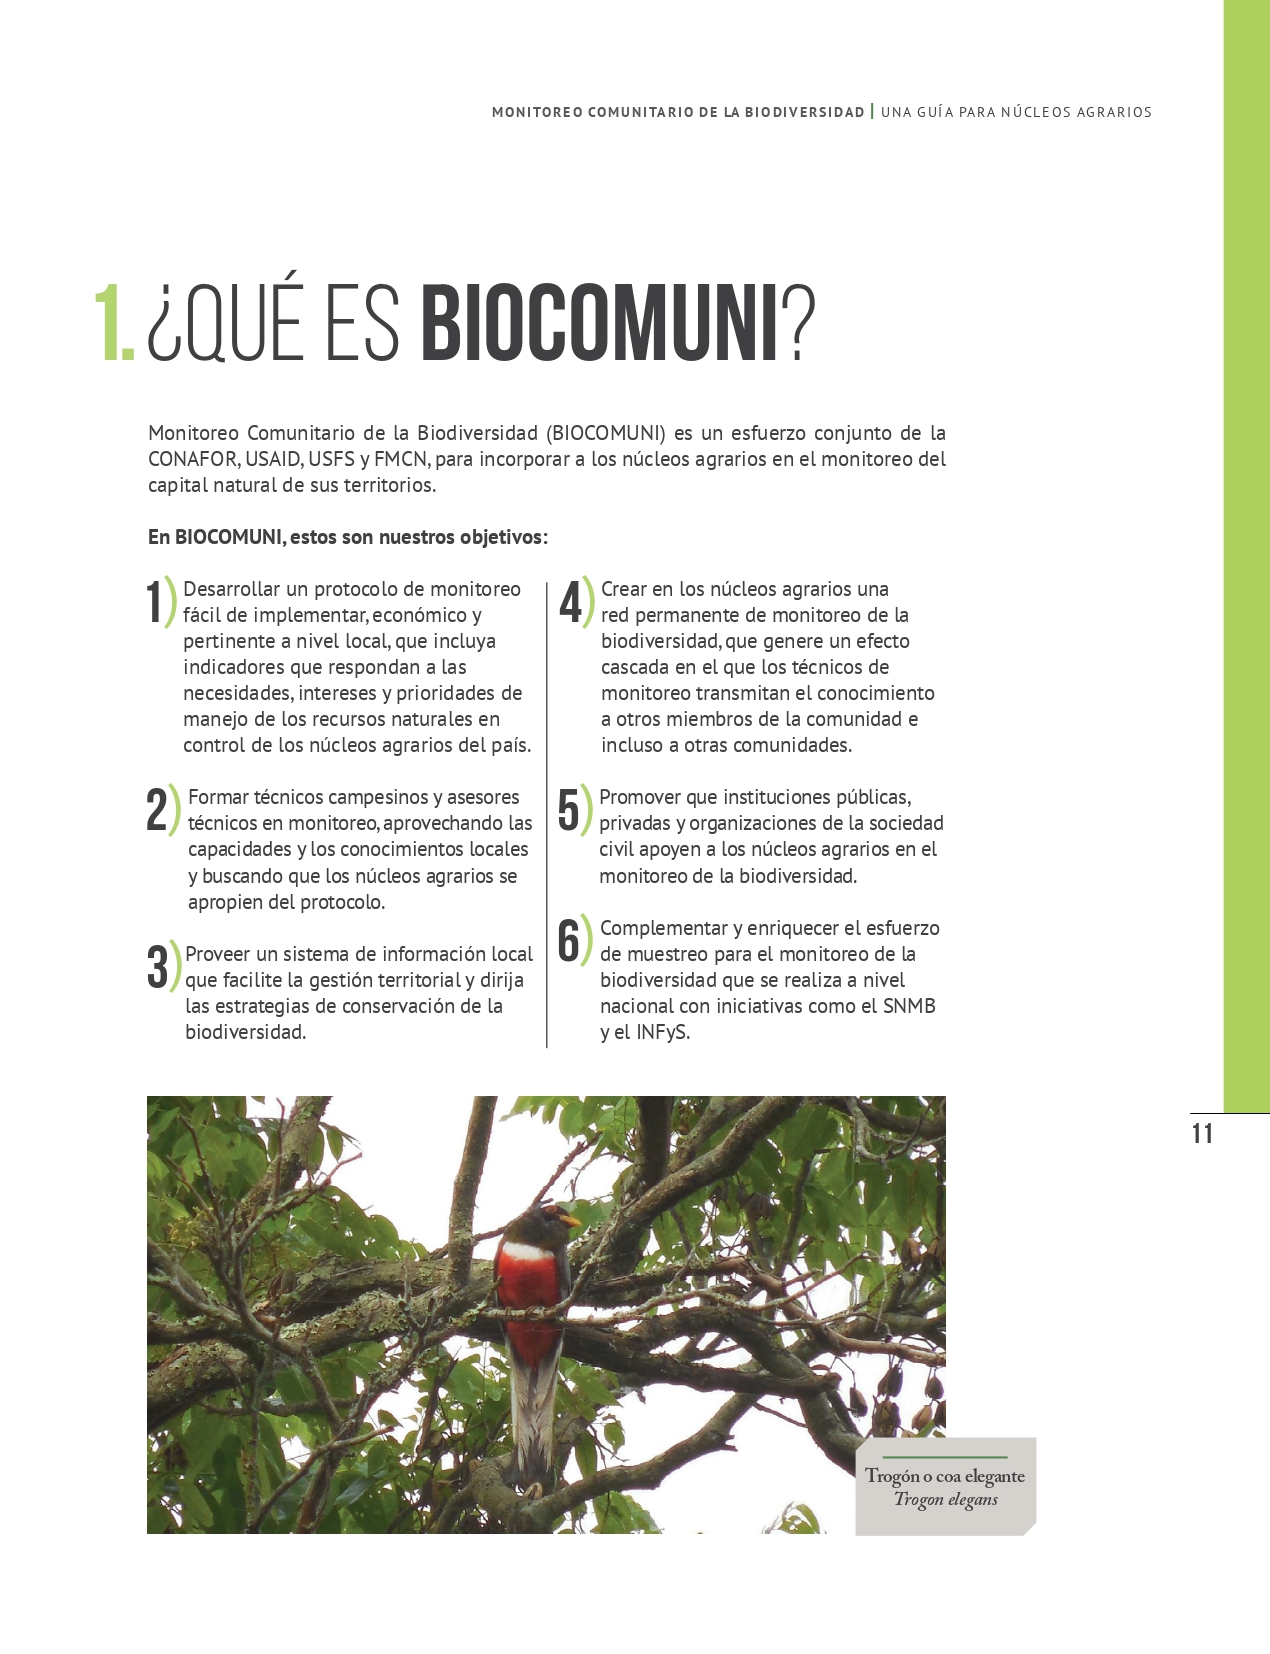 MONITOREO COMUNITARIO DE LA BIODIVERSIDAD | UNA GUÍA PARA NÚCLEOS AGRARIOS
1. ¿QUÉ ES BIOCOMUNI?
Monitoreo Comunitario de la Biodiversidad (BIOCOMUNI) es un esfuerzo conjunto de la
CONAFOR, USAID, USFS y FMCN, para incorporar a los núcleos agrarios en el monitoreo del
capital natural de sus territorios.
En BIOCOMUNI, estos son nuestros objetivos:
1) Desarrollar un protocolo de monitoreo
fácil de implementar, económico y
pertinente a nivel local, que incluya
indicadores que respondan a las
necesidades, intereses y prioridades de
manejo de los recursos naturales en
control de los núcleos agrarios del país.
2) Formar técnicos campesinos y asesores
técnicos en monitoreo, aprovechando las
capacidades y los conocimientos locales
y buscando que los núcleos agrarios se
apropien del protocolo.
3) Proveer un sistema de información local
que facilite la gestión territorial y dirija
las estrategias de conservación de la
biodiversidad.
4) Crear en los núcleos agrarios una
red permanente de monitoreo de la
biodiversidad, que genere un efecto
cascada en el que los técnicos de
monitoreo transmitan el conocimiento
a otros miembros de la comunidad e
incluso a otras comunidades.
5) Promover que instituciones públicas,
privadas y organizaciones de la sociedad
civil apoyen a los núcleos agrarios en el
monitoreo de la biodiversidad.
6) Complementar y enriquecer el esfuerzo
de muestreo para el monitoreo de la
biodiversidad que se realiza a nivel
nacional con iniciativas como el SNMB
y el INFyS.
11
Trogón o coa elegante
Trogon elegans